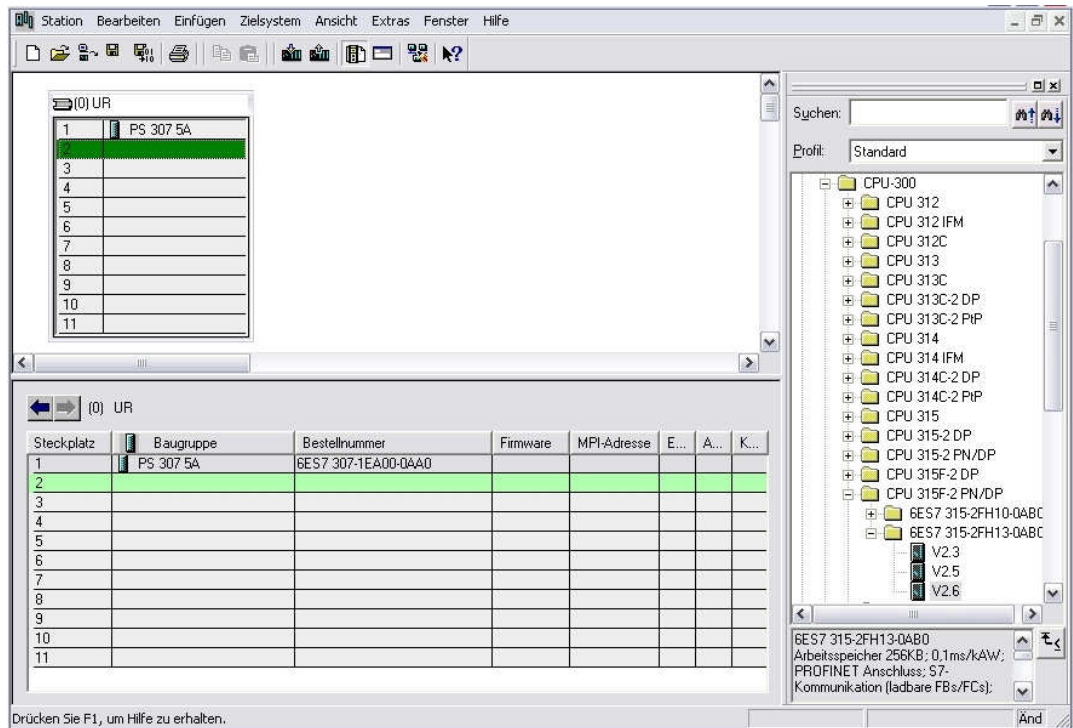 Station Bearbeiten Einfügen Zielsystem Ansicht Extras Fenster Hilfe
(0) UR
1 PS 307 5A
2
3
4
5
6
7
8
9
10
11
(0) UR
Steckplatz Baugruppe Bestellnummer Firmware MPI-Adresse E... A... K...
1 PS 307 5A 6ES7 307-1EA00-0AA0
2
3
4
5
6
7
8
9
10
11
Suchen:
Profil: Standard
CPU-300
CPU 312
CPU 312 IFM
CPU 312C
CPU 313
CPU 313C
CPU 313C-2 DP
CPU 313C-2 PtP
CPU 314
CPU 314 IFM
CPU 314C-2 DP
CPU 314C-2 PtP
CPU 315
CPU 315-2 DP
CPU 315-2 PN/DP
CPU 315F-2 DP
CPU 315F-2 PN/DP
6ES7 315-2FH10-0AB0
6ES7 315-2FH13-0AB0
V2.3
V2.5
V2.6
6ES7 315-2FH13-0AB0
Arbeitsspeicher 256KB; 0,1ms/kAW;
PROFINET Anschluss; S7-
Kommunikation (ladbare FBs/FCs);
Drücken Sie F1, um Hilfe zu erhalten.
Änd